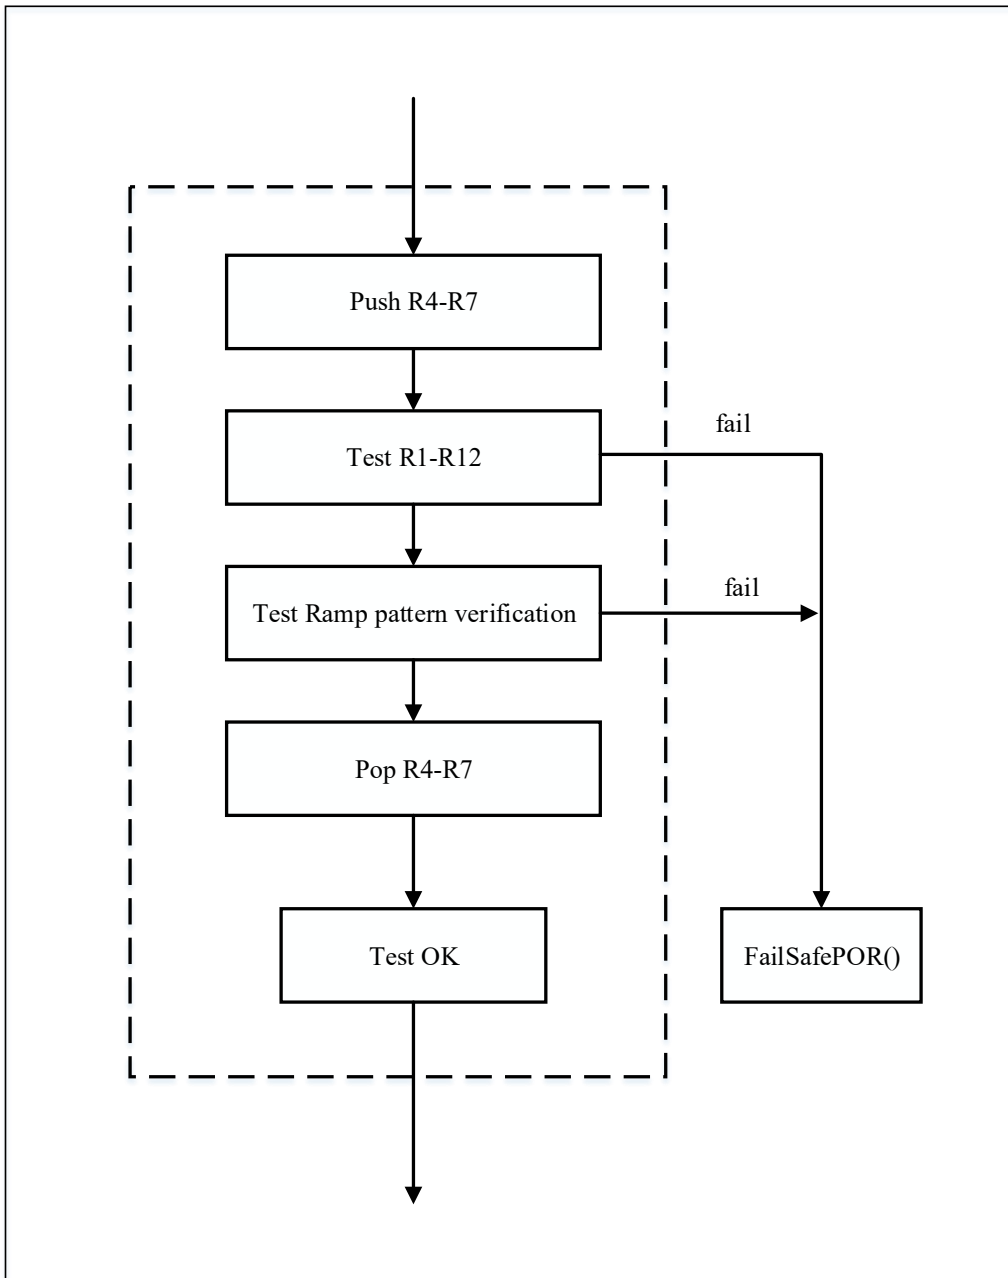 Push R4-R7
Test R1-R12
fail
Test Ramp pattern verification
fail
Pop R4-R7
Test OK
FailSafePOR()